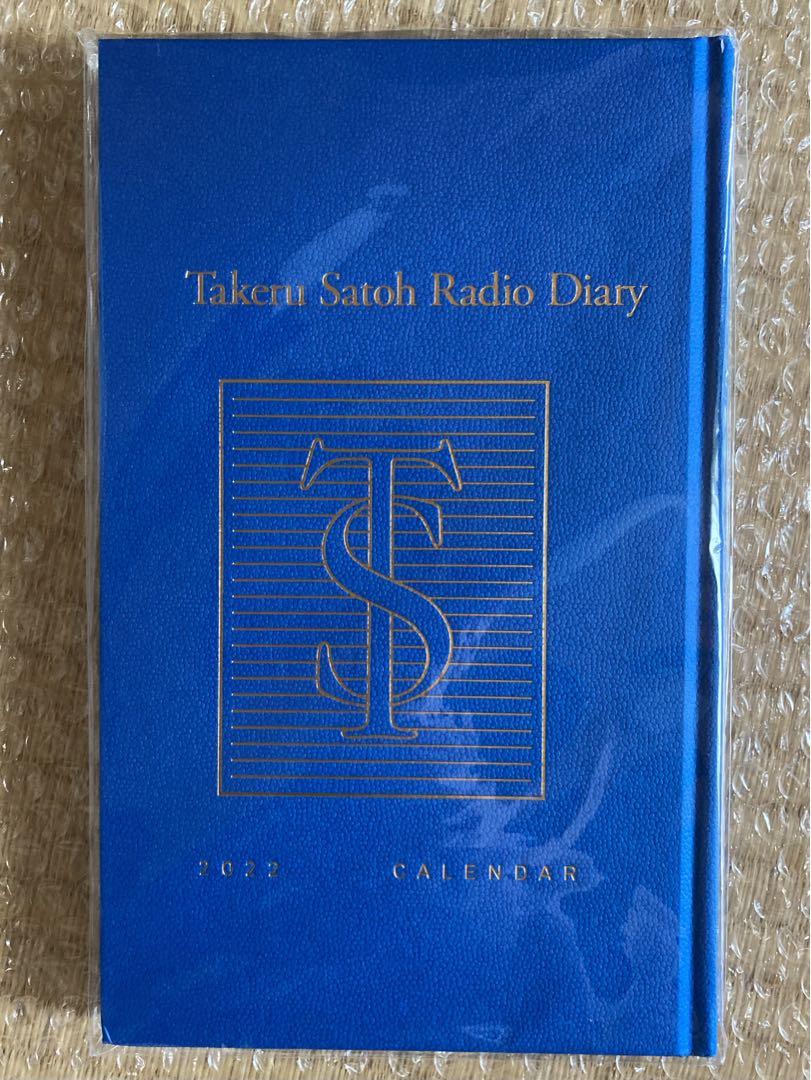 Takeru Satoh Radio Diary
TS
2022 CALENDAR